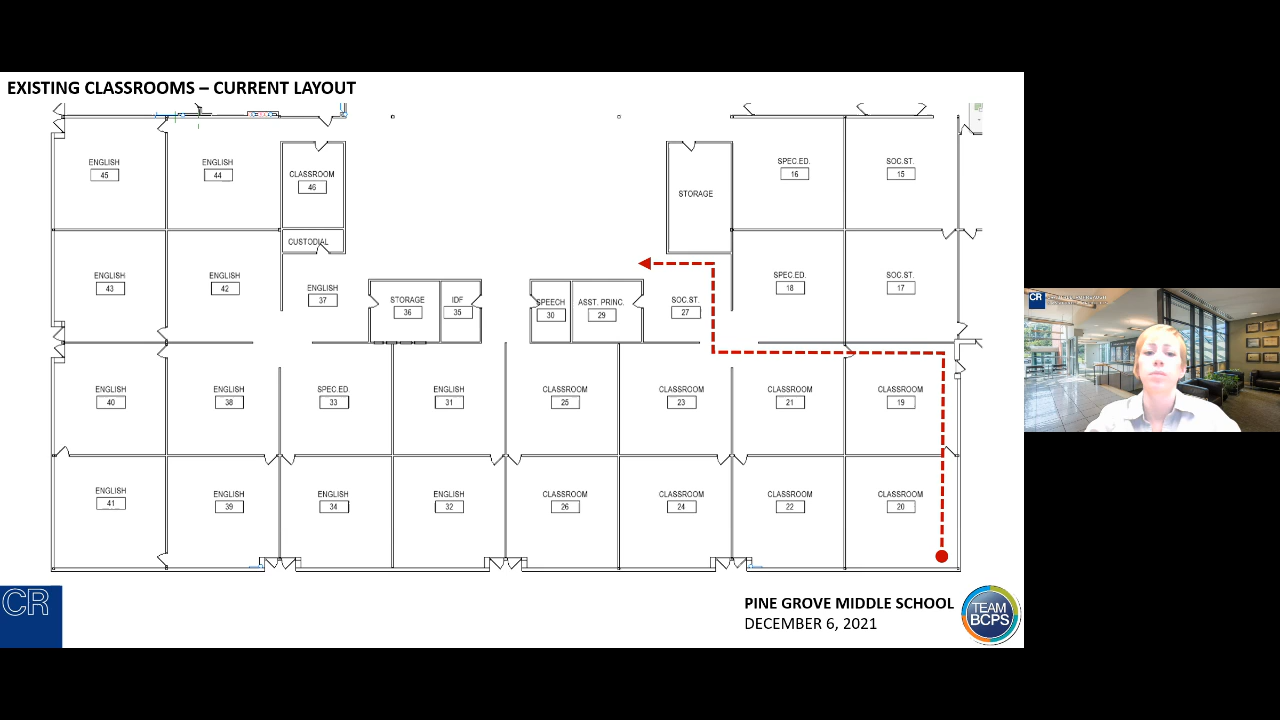 EXISTING CLASSROOMS – CURRENT LAYOUT
ENGLISH
45
ENGLISH
44
CLASSROOM
46
STORAGE
SPEC.ED.
16
SOC.ST.
15
CUSTODIAL
ENGLISH
43
ENGLISH
42
ENGLISH
37
STORAGE
36
IDF
35
SPEECH
30
ASST. PRINC.
29
SOC.ST.
27
SPEC.ED.
18
SOC.ST.
17
ENGLISH
40
ENGLISH
38
SPEC.ED.
33
ENGLISH
31
CLASSROOM
25
CLASSROOM
23
CLASSROOM
21
CLASSROOM
19
ENGLISH
41
ENGLISH
39
ENGLISH
34
ENGLISH
32
CLASSROOM
26
CLASSROOM
24
CLASSROOM
22
CLASSROOM
20
CR
PINE GROVE MIDDLE SCHOOL
DECEMBER 6, 2021
TEAM
BCPS
CR